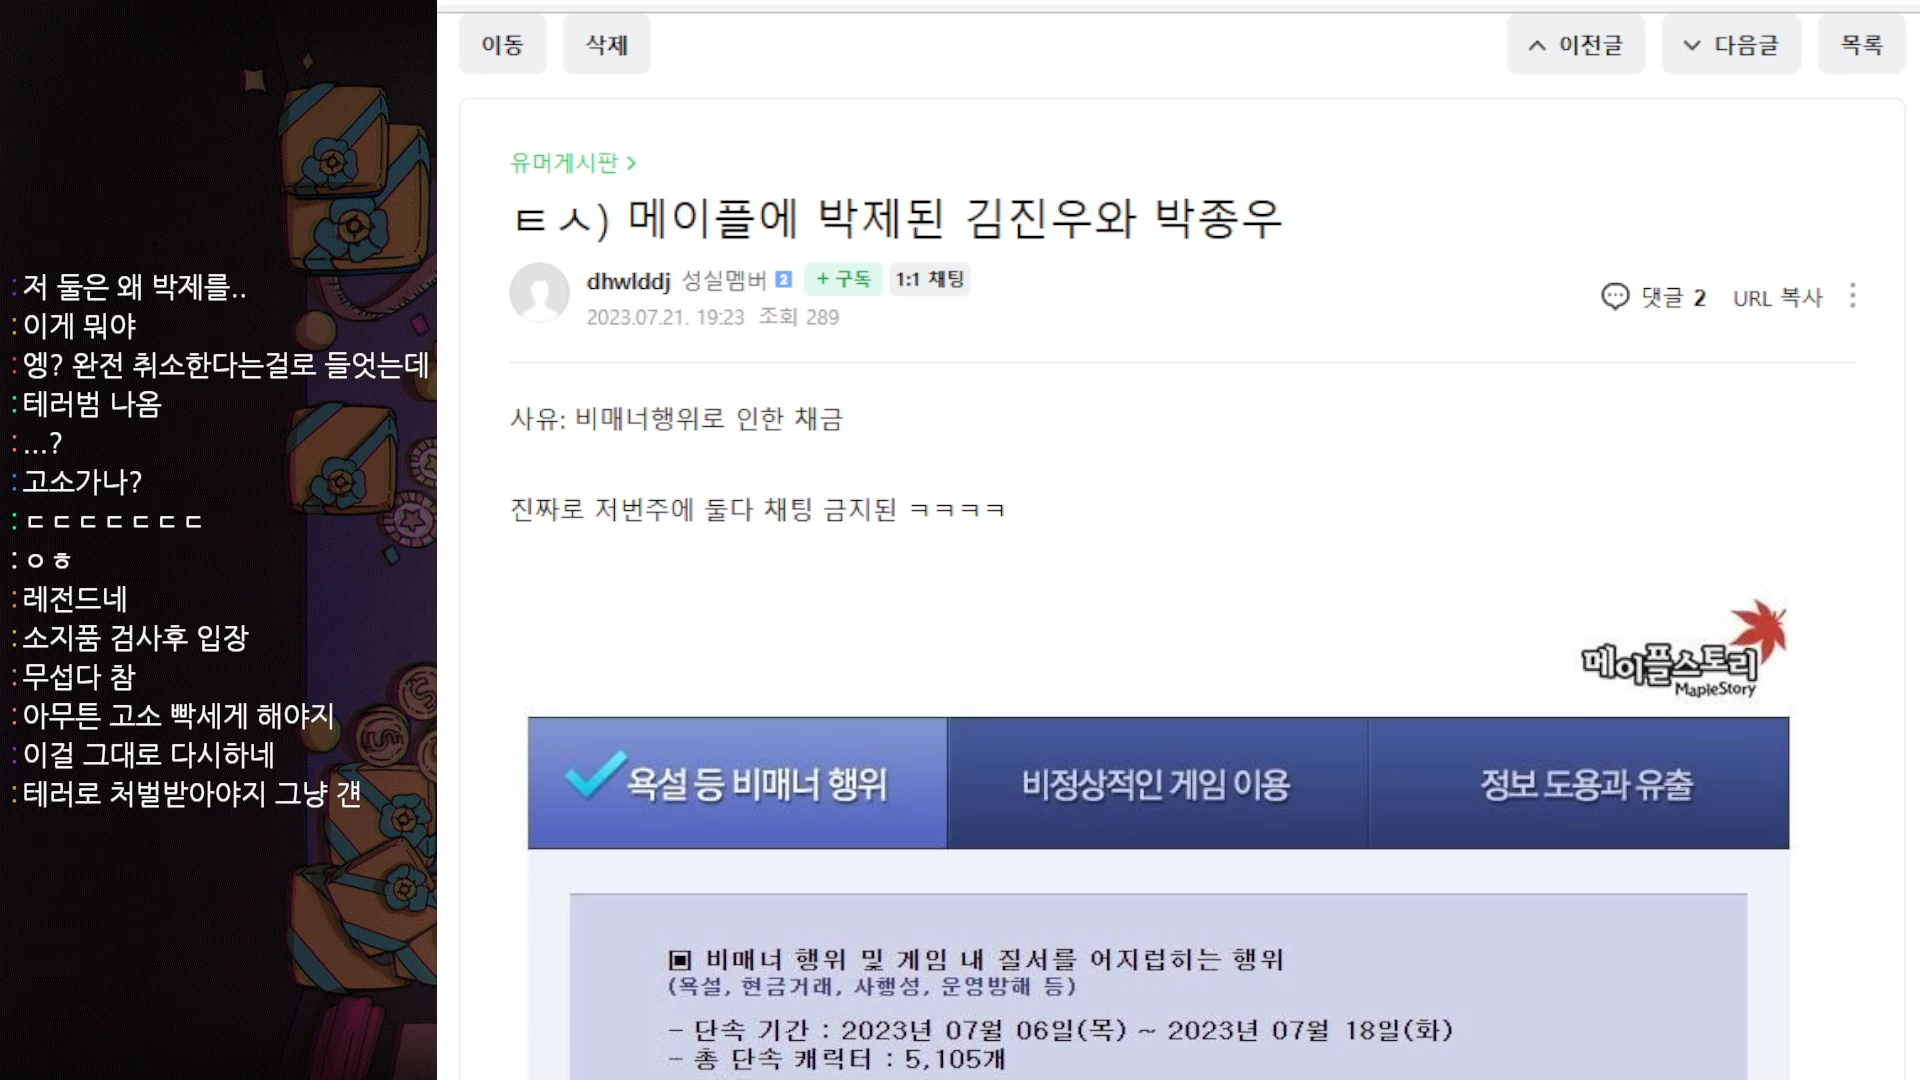 :저 둘은 왜 박제를..
:이게 뭐야
:엥? 완전 취소한다는걸로 들엇는데
:테러범 나옴
:...?
:고소가나?
:ㄷㄷㄷㄷㄷㄷㄷ
:ㅇㅎ
:레전드네
:소지품 검사후 입장
:무섭다 참
:아무튼 고소 빡세게 해야지
:이걸 그대로 다시하네
:테러로 처벌받아야지 그냥 걘
이동 삭제 이전글 다음글 목록
유머게시판 >
ㅌㅅ) 메이플에 박제된 김진우와 박종우
dhwlddj 성실멤버 2 + 구독 1:1 채팅
2023.07.21. 19:23 조회 289
댓글 2 URL 복사
사유: 비매너행위로 인한 채금
진짜로 저번주에 둘다 채팅 금지된 ㅋㅋㅋㅋ
메이플스토리
MapleStory
욕설 등 비매너 행위 비정상적인 게임 이용 정보 도용과 유출
▣ 비매너 행위 및 게임 내 질서를 어지럽히는 행위
(욕설, 현금거래, 사행성, 운영방해 등)
- 단속 기간 : 2023년 07월 06일(목) ~ 2023년 07월 18일(화)
- 총 단속 캐릭터 : 5,105개